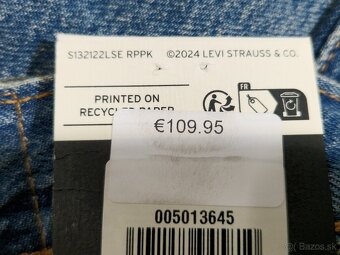 S132122LSE RPPK ©2024 LEVI STRAUSS & CO.
PRINTED ON
RECYCLED PAPER
FR
€109.95
005013645
Bazos.sk